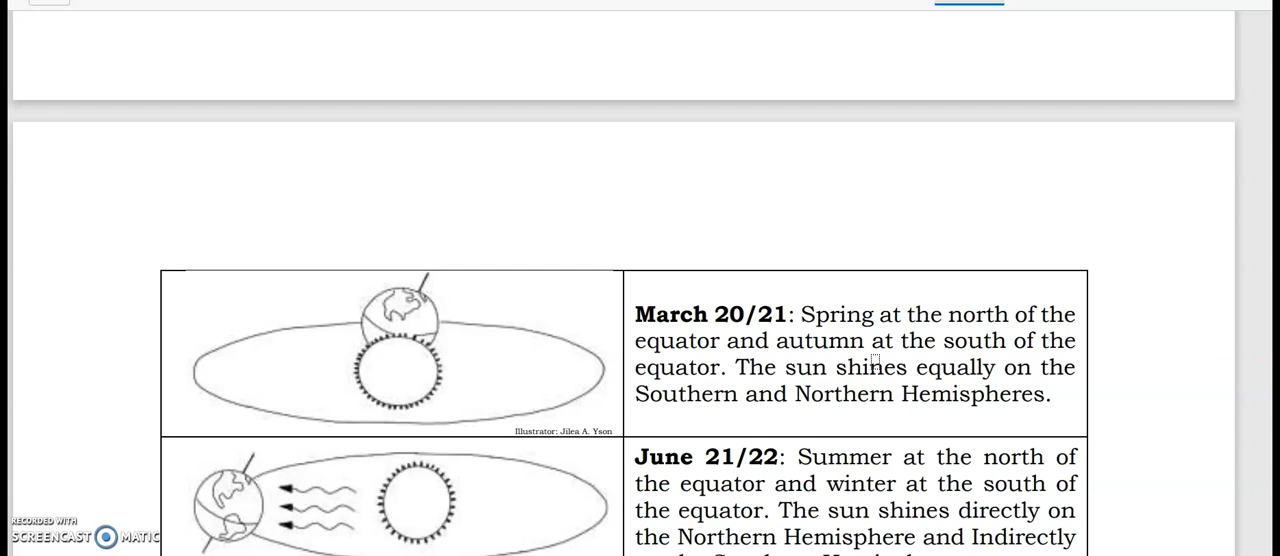 March 20/21: Spring at the north of the
equator and autumn at the south of the
equator. The sun shines equally on the
Southern and Northern Hemispheres.
Illustrator: Jilea A. Yson
June 21/22: Summer at the north of
the equator and winter at the south of
the equator. The sun shines directly on
the Northern Hemisphere and Indirectly
RECORDED WITH
SCREENCAST MATIC